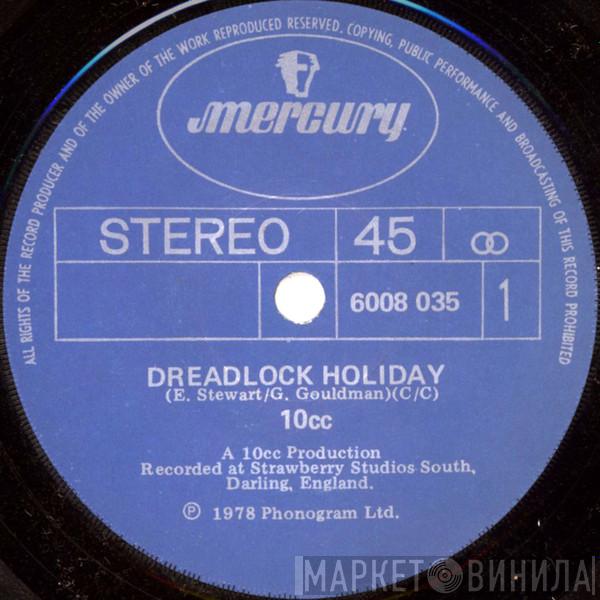 ALL RIGHTS OF THE RECORD PRODUCER AND OF THE OWNER OF THE WORK REPRODUCED RESERVED. COPYING, PUBLIC PERFORMANCE AND BROADCASTING OF THIS RECORD PROHIBITED
mercury
STEREO 45
6008 035 1
DREADLOCK HOLIDAY
(E. Stewart/G. Gouldman)(C/C)
10cc
A 10cc Production
Recorded at Strawberry Studios South,
Darling, England.
℗ 1978 Phonogram Ltd.
МАРКЕТ ВИНИЛА